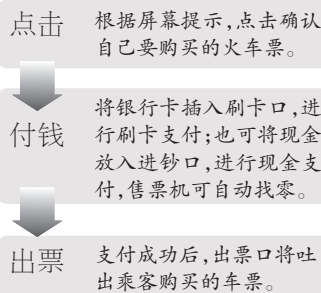 点击
根据屏幕提示,点击确认
自己要购买的火车票。
付钱
将银行卡插入刷卡口,进
行刷卡支付;也可将现金
放入进钞口,进行现金支
付,售票机可自动找零。
出票
支付成功后,出票口将吐
出乘客购买的车票。